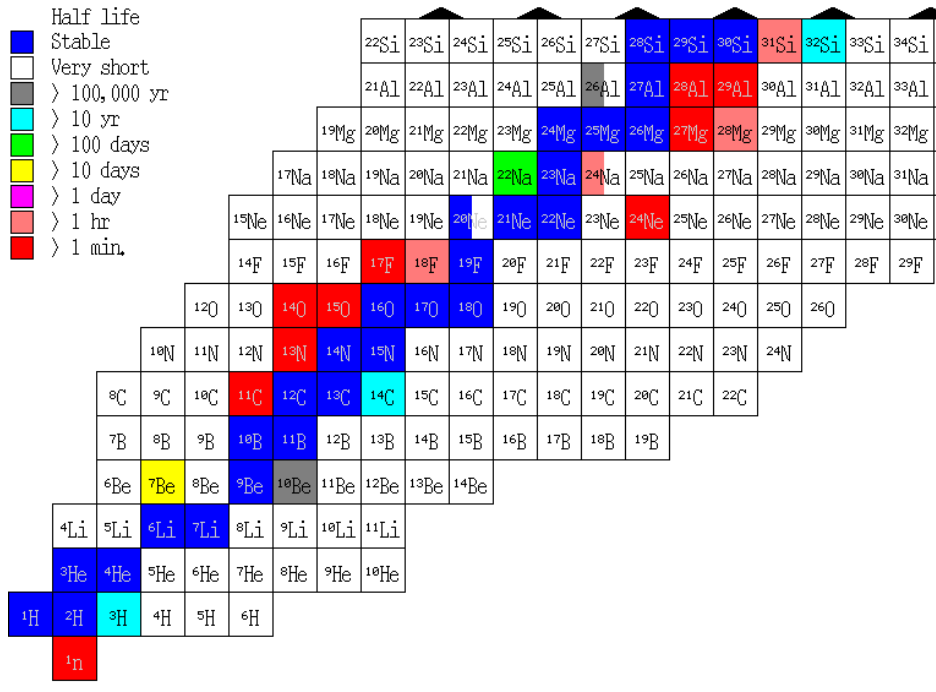 Half life
Stable
Very short
> 100,000 yr
> 10 yr
> 100 days
> 10 days
> 1 day
> 1 hr
> 1 min.
²²Si ²³Si ²⁴Si ²⁵Si ²⁶Si ²⁷Si ²⁸Si ²⁹Si ³⁰Si ³¹Si ³²Si ³³Si ³⁴Si
²¹Al ²²Al ²³Al ²⁴Al ²⁵Al ²⁶Al ²⁷Al ²⁸Al ²⁹Al ³⁰Al ³¹Al ³²Al ³³Al
¹⁹Mg ²⁰Mg ²¹Mg ²²Mg ²³Mg ²⁴Mg ²⁵Mg ²⁶Mg ²⁷Mg ²⁸Mg ²⁹Mg ³⁰Mg ³¹Mg ³²Mg
¹⁷Na ¹⁸Na ¹⁹Na ²⁰Na ²¹Na ²²Na ²³Na ²⁴Na ²⁵Na ²⁶Na ²⁷Na ²⁸Na ²⁹Na ³⁰Na ³¹Na
¹⁵Ne ¹⁶Ne ¹⁷Ne ¹⁸Ne ¹⁹Ne ²⁰Ne ²¹Ne ²²Ne ²³Ne ²⁴Ne ²⁵Ne ²⁶Ne ²⁷Ne ²⁸Ne ²⁹Ne ³⁰Ne
¹⁴F ¹⁵F ¹⁶F ¹⁷F ¹⁸F ¹⁹F ²⁰F ²¹F ²²F ²³F ²⁴F ²⁵F ²⁶F ²⁷F ²⁸F ²⁹F
¹²O ¹³O ¹⁴O ¹⁵O ¹⁶O ¹⁷O ¹⁸O ¹⁹O ²⁰O ²¹O ²²O ²³O ²⁴O ²⁵O ²⁶O
¹⁰N ¹¹N ¹²N ¹³N ¹⁴N ¹⁵N ¹⁶N ¹⁷N ¹⁸N ¹⁹N ²⁰N ²¹N ²²N ²³N ²⁴N
⁸C ⁹C ¹⁰C ¹¹C ¹²C ¹³C ¹⁴C ¹⁵C ¹⁶C ¹⁷C ¹⁸C ¹⁹C ²⁰C ²¹C ²²C
⁷B ⁸B ⁹B ¹⁰B ¹¹B ¹²B ¹³B ¹⁴B ¹⁵B ¹⁶B ¹⁷B ¹⁸B ¹⁹B
⁶Be ⁷Be ⁸Be ⁹Be ¹⁰Be ¹¹Be ¹²Be ¹³Be ¹⁴Be
⁴Li ⁵Li ⁶Li ⁷Li ⁸Li ⁹Li ¹⁰Li ¹¹Li
³He ⁴He ⁵He ⁶He ⁷He ⁸He ⁹He ¹⁰He
¹H ²H ³H ⁴H ⁵H ⁶H
¹n